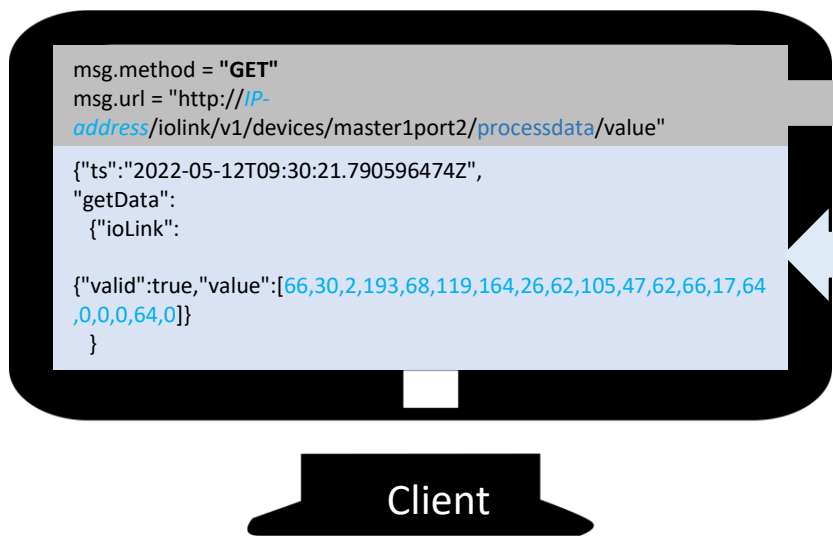 msg.method = "GET"
msg.url = "http://IP-
address/iolink/v1/devices/master1port2/processdata/value"
{"ts":"2022-05-12T09:30:21.790596474Z",
"getData":
{"ioLink":
{"valid":true,"value":[66,30,2,193,68,119,164,26,62,105,47,62,66,17,64
,0,0,0,64,0]}
}
Client